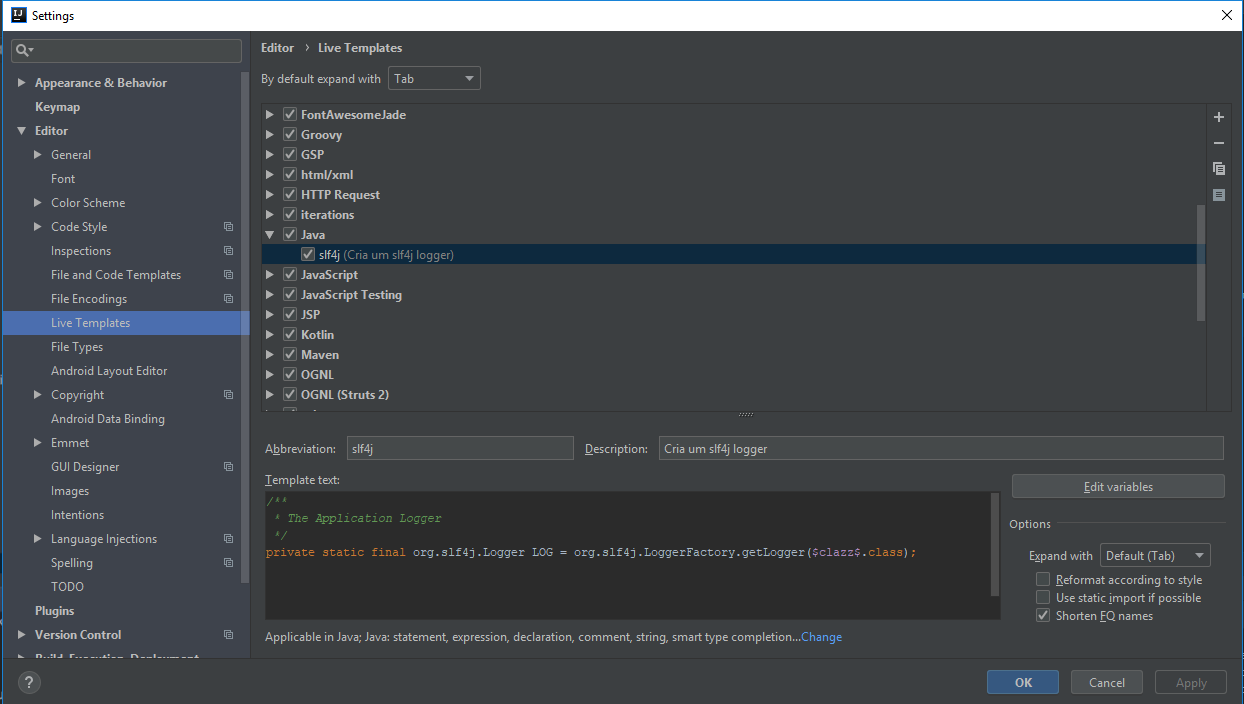 IJ Settings
Editor › Live Templates
By default expand with Tab
Appearance & Behavior
Keymap
Editor
General
Font
Color Scheme
Code Style
Inspections
File and Code Templates
File Encodings
Live Templates
File Types
Android Layout Editor
Copyright
Android Data Binding
Emmet
GUI Designer
Images
Intentions
Language Injections
Spelling
TODO
Plugins
Version Control
Build, Execution, Deployment
FontAwesomeJade
Groovy
GSP
html/xml
HTTP Request
iterations
Java
slf4j (Cria um slf4j logger)
JavaScript
JavaScript Testing
JSP
Kotlin
Maven
OGNL
OGNL (Struts 2)
Abbreviation: slf4j Description: Cria um slf4j logger
Template text:
/**
* The Application Logger
*/
private static final org.slf4j.Logger LOG = org.slf4j.LoggerFactory.getLogger($clazz$.class);
Edit variables
Options
Expand with Default (Tab)
Reformat according to style
Use static import if possible
Shorten FQ names
Applicable in Java; Java: statement, expression, declaration, comment, string, smart type completion...Change
? OK Cancel Apply